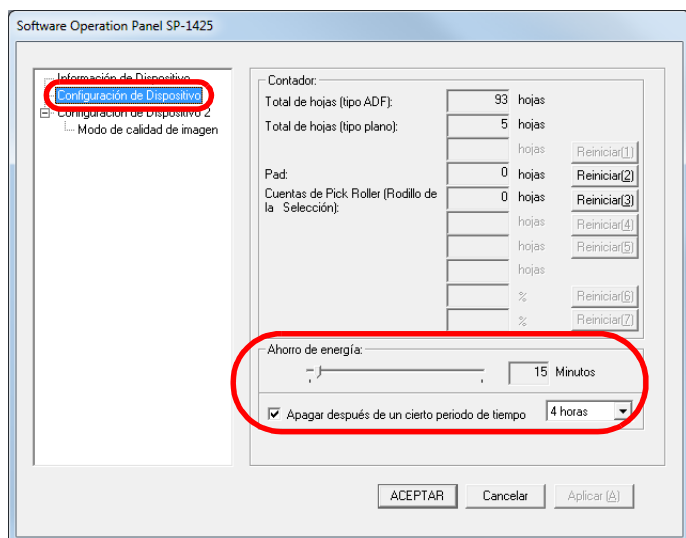 Software Operation Panel SP-1425
Información de Dispositivo
Configuración de Dispositivo
Configuración de Dispositivo 2
Modo de calidad de imagen
Contador:
Total de hojas (tipo ADF): 93 hojas
Total de hojas (tipo plano): 5 hojas
hojas Reiniciar(1)
Pad: 0 hojas Reiniciar(2)
Cuentas de Pick Roller (Rodillo de
la Selección): 0 hojas Reiniciar(3)
hojas Reiniciar(4)
hojas Reiniciar(5)
hojas
% Reiniciar(6)
% Reiniciar(7)
Ahorro de energía:
15 Minutos
Apagar después de un cierto periodo de tiempo 4 horas
ACEPTAR Cancelar Aplicar (A)